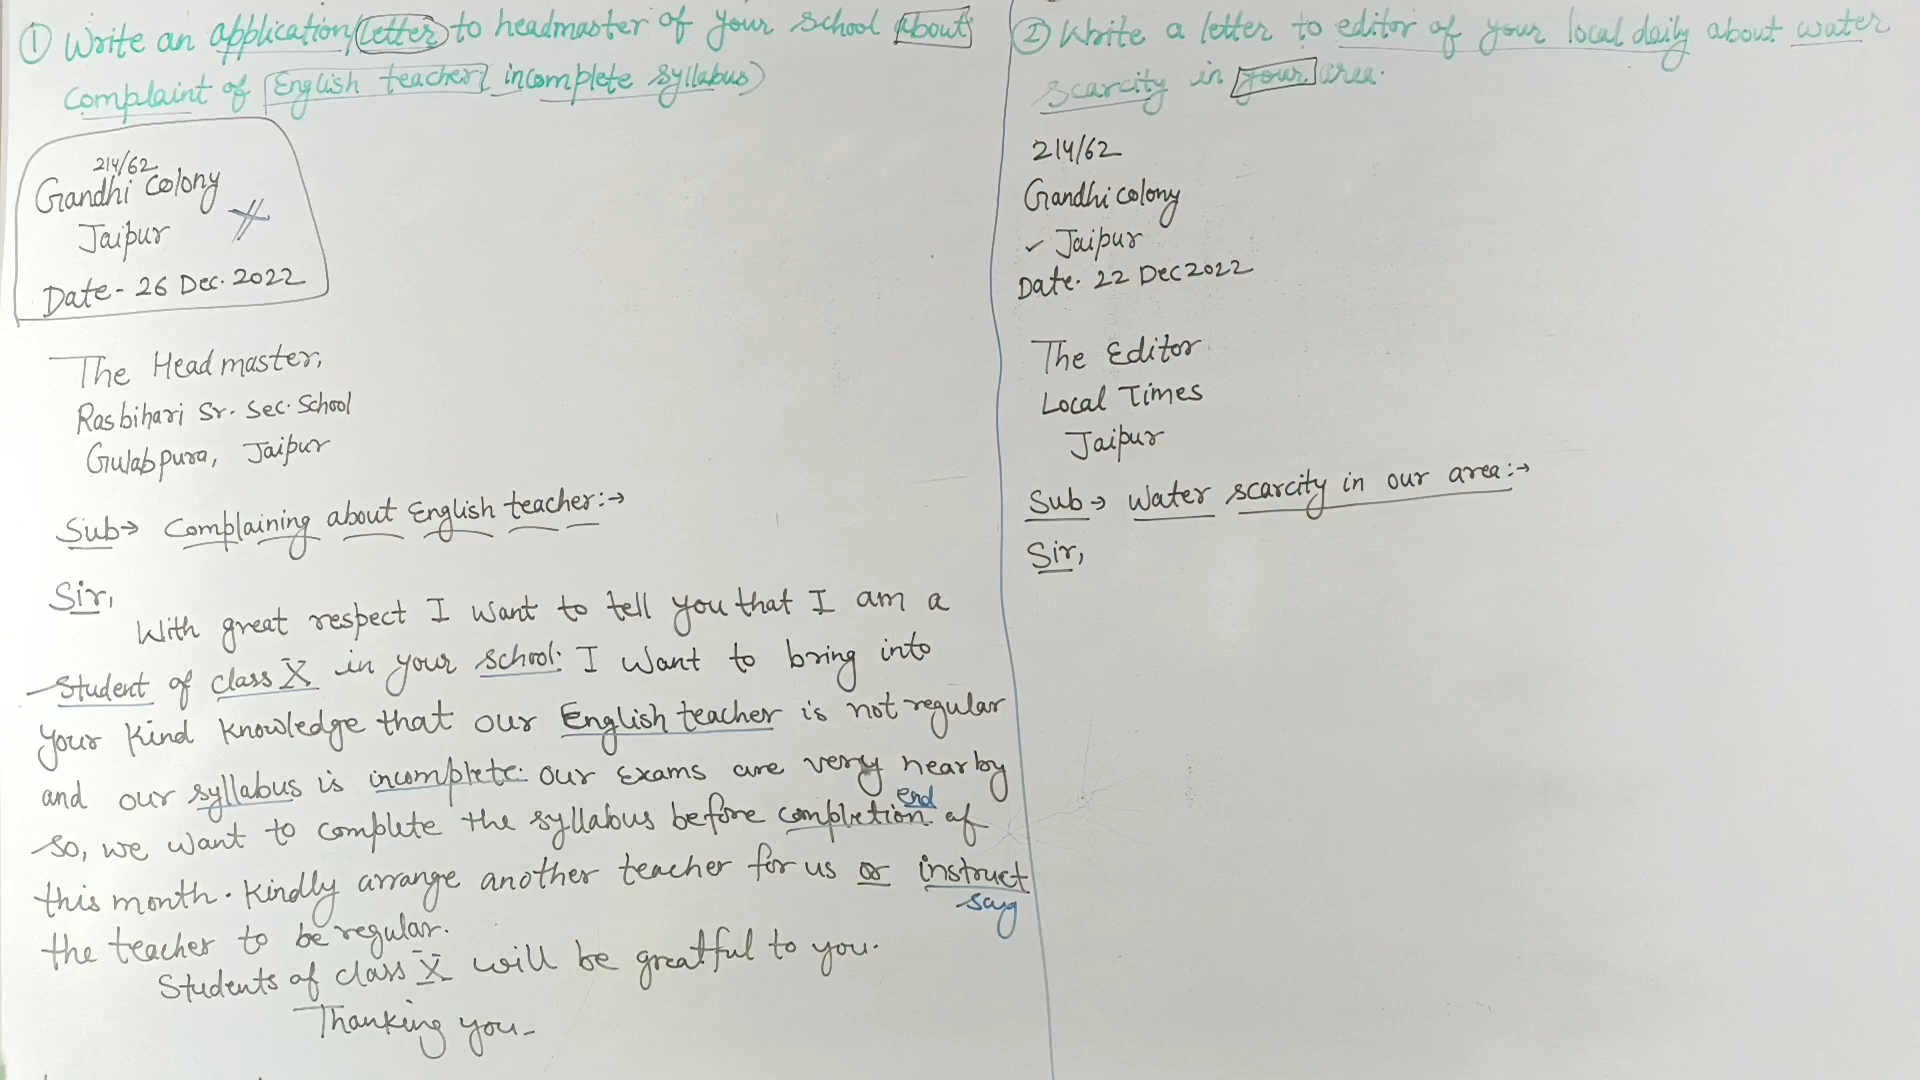 ① Write an application/letter to headmaster of your school about
Complaint of English teacher( incomplete syllabus)
214/62
Gandhi Colony
Jaipur
Date - 26 Dec. 2022
The Headmaster,
Rasbihari Sr. Sec. School
Gulabpura, Jaipur
Sub→ Complaining about English teacher:→
Sir,
With great respect I want to tell you that I am a
Student of class X in your school. I want to bring into
your kind knowledge that our English teacher is not regular
and our syllabus is incomplete. our exams are very nearby
end
so, we want to complete the syllabus before completion of
this month. Kindly arrange another teacher for us or instruct
say
the teacher to be regular.
Students of class X will be greatful to you.
Thanking you-
② Write a letter to editor of your local daily about water
scarcity in your area.
214/62
Gandhi colony
✓ Jaipur
Date. 22 Dec 2022
The Editor
Local Times
Jaipur
Sub→ Water scarcity in our area:→
Sir,